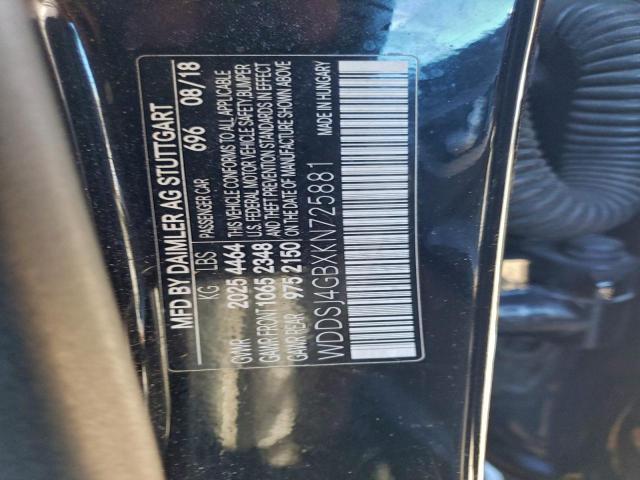 MFD BY DAIMLER AG STUTTGART
PASSENGER CAR 696 08/18
KG LBS
GVWR 2025 4464
GAWR FRONT 1065 2348
GAWR REAR 975 2150
THIS VEHICLE CONFORMS TO ALL APPLICABLE
U.S. FEDERAL MOTOR VEHICLE SAFETY, BUMPER
AND THEFT PREVENTION STANDARDS IN EFFECT
ON THE DATE OF MANUFACTURE SHOWN ABOVE
WDDSJ4GBXKN725881 MADE IN HUNGARY